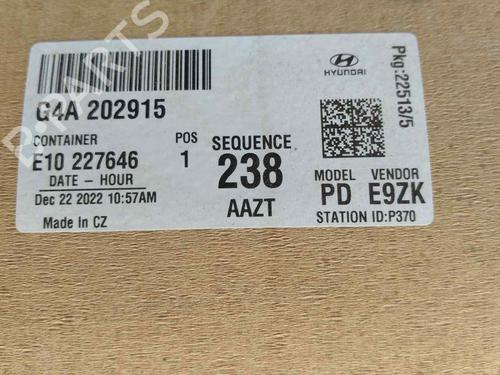 HYUNDAI
Pkg:22513/5
G4A 202915
CONTAINER
POS
SEQUENCE
E10 227646
1
238
MODEL
VENDOR
DATE - HOUR
PD
E9ZK
Dec 22 2022 10:57AM
AAZT
STATION ID:P370
Made In CZ
B-PARTS